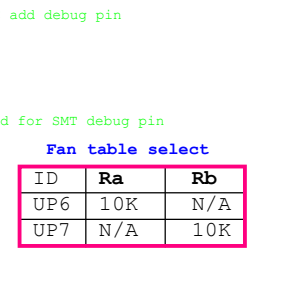 add debug pin
d for SMT debug pin
Fan table select
ID Ra Rb
UP6 10K N/A
UP7 N/A 10K